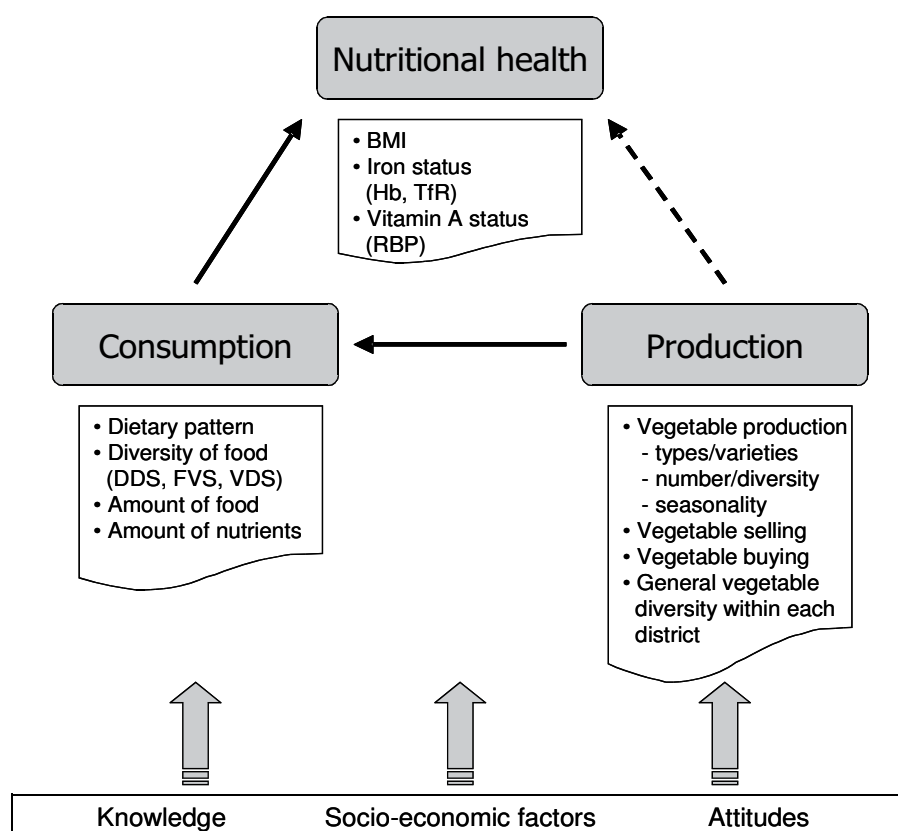 Nutritional health
• BMI
• Iron status
(Hb, TfR)
• Vitamin A status
(RBP)
Consumption
• Dietary pattern
• Diversity of food
(DDS, FVS, VDS)
• Amount of food
• Amount of nutrients
Production
• Vegetable production
- types/varieties
- number/diversity
- seasonality
• Vegetable selling
• Vegetable buying
• General vegetable
diversity within each
district
Knowledge
Socio-economic factors
Attitudes